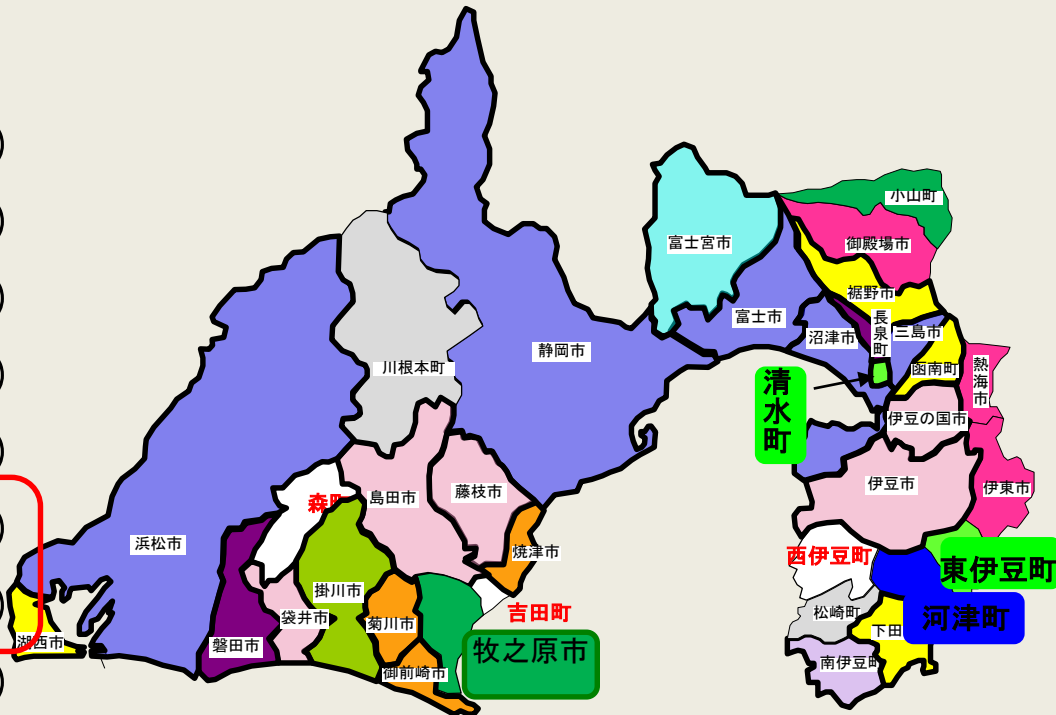 小山町
富士宮市
御殿場市
裾野市
富士市
長泉町
三島市
沼津市
静岡市
川根本町
函南町
熱海市
清水町
伊豆の国市
島田市
藤枝市
伊豆市
伊東市
森町
浜松市
焼津市
西伊豆町
東伊豆町
掛川市
吉田町
松崎町
河津町
袋井市
菊川市
下田
湖西市
磐田市
牧之原市
南伊豆町
御前崎市